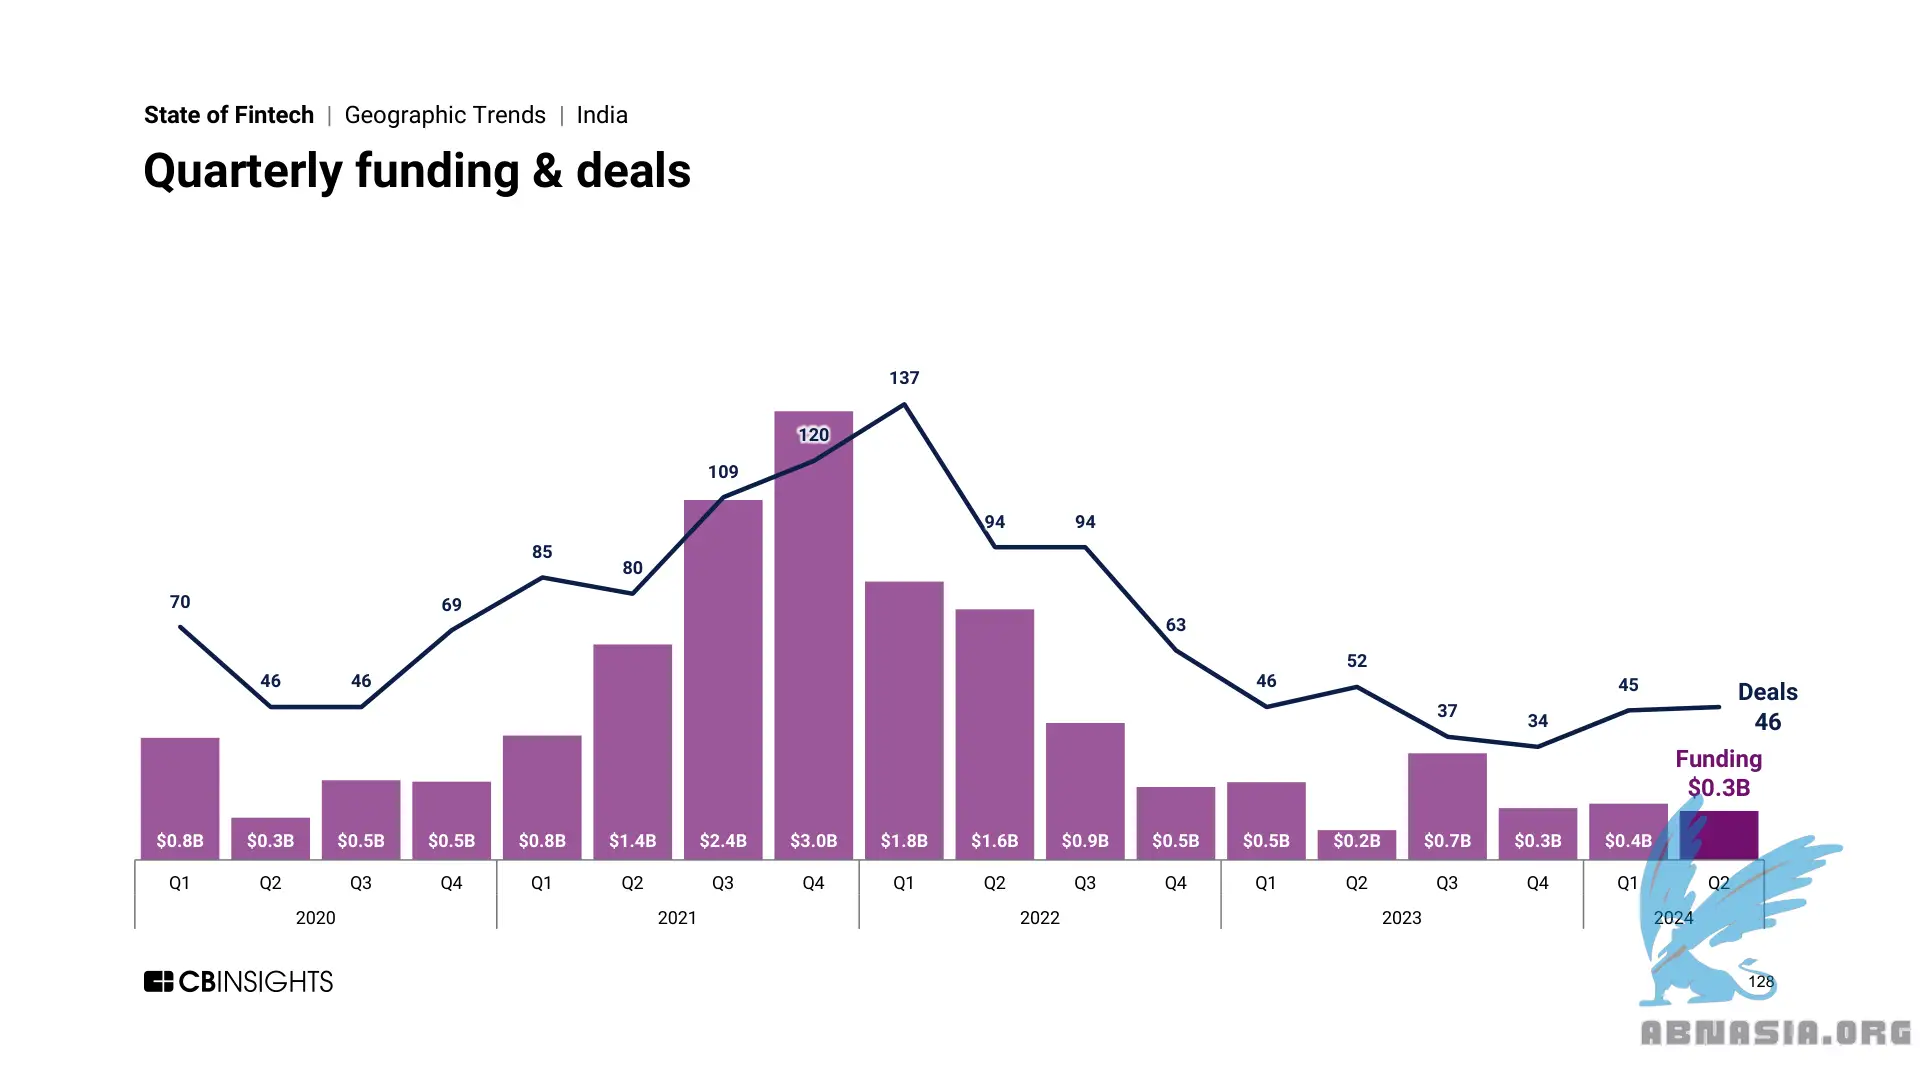 State of Fintech | Geographic Trends | India
Quarterly funding & deals
137
120
109
94 94
85
80
70
69
63
46 46
46
52
37
34
45
Deals
46
Funding
$0.3B
$0.8B $0.3B $0.5B $0.5B $0.8B $1.4B $2.4B $3.0B $1.8B $1.6B $0.9B $0.5B $0.5B $0.2B $0.7B $0.3B $0.4B
Q1 Q2 Q3 Q4 Q1 Q2 Q3 Q4 Q1 Q2 Q3 Q4 Q1 Q2 Q3 Q4 Q1 Q2
2020 2021 2022 2023 2024
CBINSIGHTS
128
ABNASIA.ORG